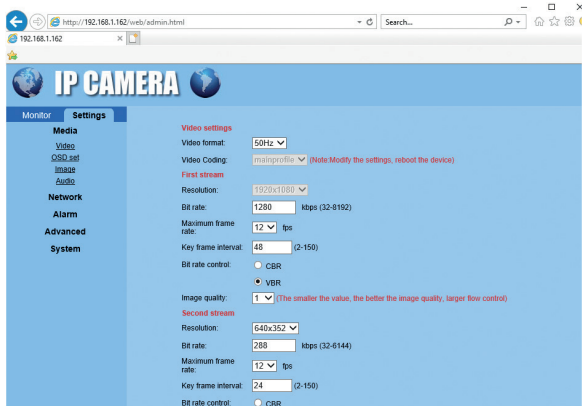 http://192.168.1.162/web/admin.html
Search...
192.168.1.162
IP CAMERA
Monitor Settings
Media
Video
OSD set
Image
Audio
Network
Alarm
Advanced
System
Video settings
Video format: 50Hz
Video Coding: mainprofile (Note:Modify the settings, reboot the device)
First stream
Resolution: 1920x1080
Bit rate: 1280 kbps (32-8192)
Maximum frame
rate: 12 fps
Key frame interval: 48 (2-150)
Bit rate control: CBR
VBR
Image quality: 1 (The smaller the value, the better the image quality, larger flow control)
Second stream
Resolution: 640x352
Bit rate: 288 kbps (32-6144)
Maximum frame
rate: 12 fps
Key frame interval: 24 (2-150)
Bit rate control: CBR